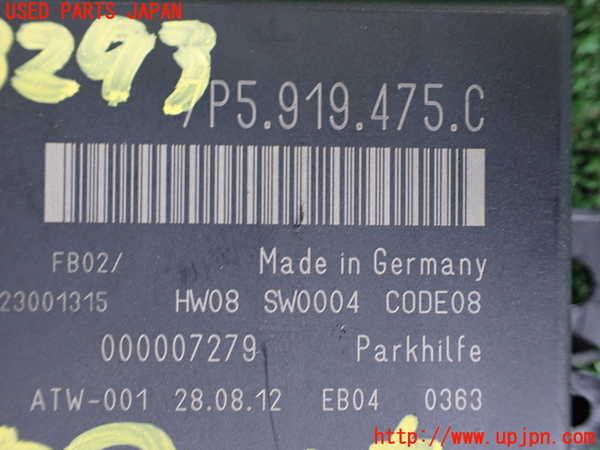 USED PARTS JAPAN
3293
7P5.919.475.C
FB02/
Made in Germany
23001315
HW08 SW0004 CODE08
000007279
Parkhilfe
ATW-001 28.08.12 EB04 0363
http://www.upjpn.com/